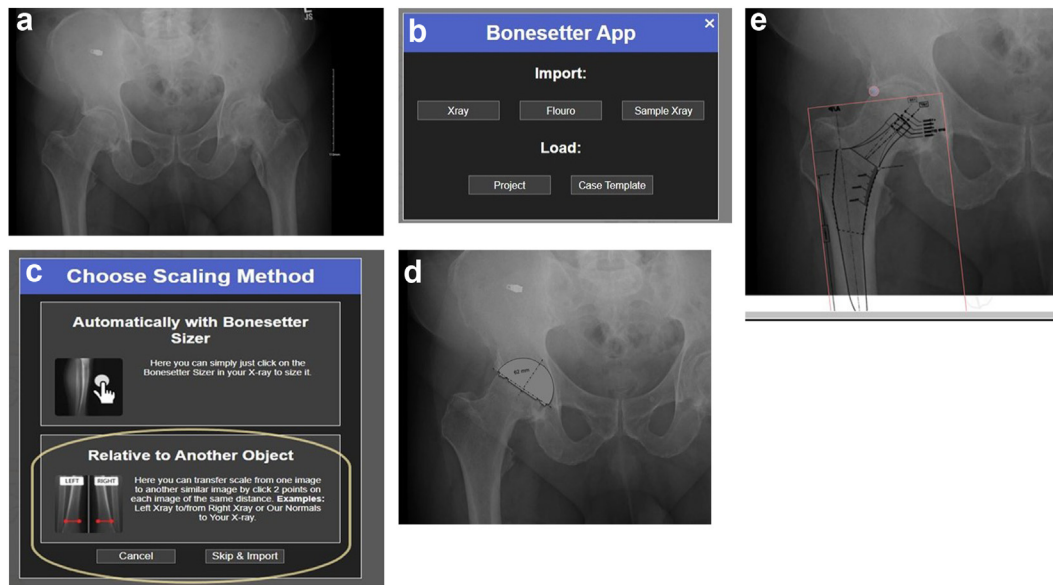 a
JS
b
Bonesetter App
×
Import:
Xray
Flouro
Sample Xray
Load:
Project
Case Template
e
c
Choose Scaling Method
Automatically with Bonesetter
Sizer
Here you can simply just click on the
Bonesetter Sizer in your X-ray to size it.
Relative to Another Object
LEFT
RIGHT
Here you can transfer scale from one image
to another similar image by click 2 points on
each image of the same distance. Examples:
Left Xray to/from Right Xray or Our Normals
to Your X-ray.
Cancel
Skip & Import
d
62 mm